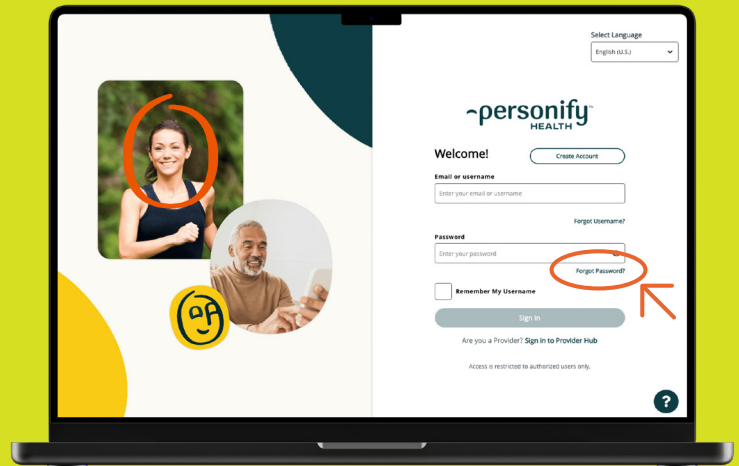 Select Language
English (U.S.)
personify
HEALTH
Welcome!
Create Account
Email or username
Enter your email or username
Forgot Username?
Password
Enter your password
Forgot Password?
Remember My Username
Sign In
Are you a Provider? Sign in to Provider Hub
Access is restricted to authorized users only.
?